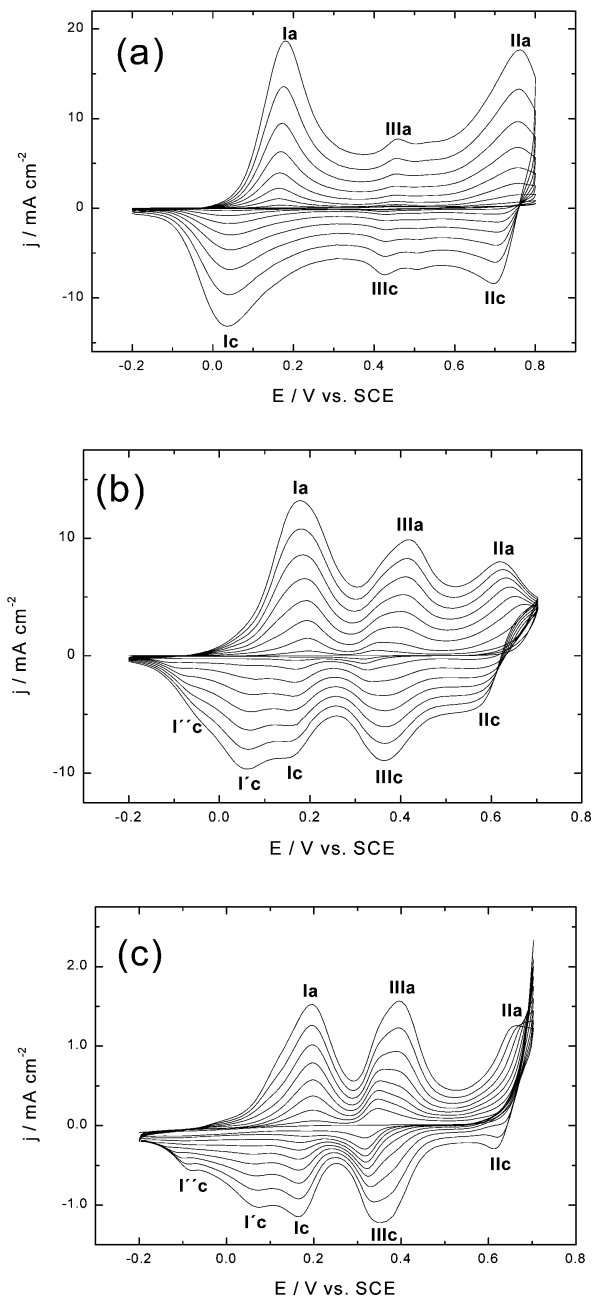 (a)
Ia
IIa
IIIa
IIIc
IIc
Ic
20
10
0
-10
j / mA cm-2
-0.2 0.0 0.2 0.4 0.6 0.8
E / V vs. SCE
(b)
Ia
IIIa
IIa
I´´c
I´c
Ic
IIIc
IIc
10
0
-10
j / mA cm-2
-0.2 0.0 0.2 0.4 0.6 0.8
E / V vs. SCE
(c)
Ia
IIIa
IIa
I´´c
I´c
Ic
IIIc
IIc
2.0
1.0
0.0
-1.0
j / mA cm-2
-0.2 0.0 0.2 0.4 0.6 0.8
E / V vs. SCE